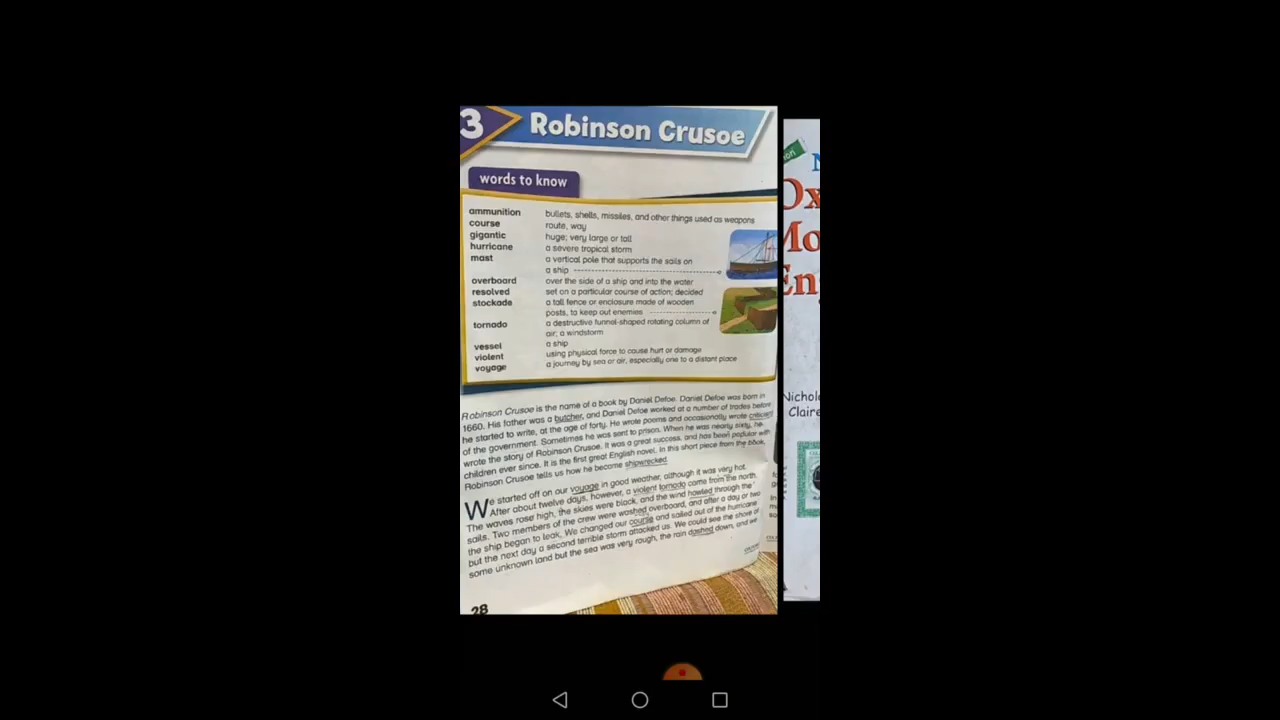 3 Robinson Crusoe
words to know
ammunition bullets, shells, missiles, and other things used as weapons
course route, way
gigantic huge; very large or tall
hurricane a severe tropical storm
mast a vertical pole that supports the sails on
a ship
overboard over the side of a ship and into the water
resolved set on a particular course of action; decided
stockade a tall fence or enclosure made of wooden
posts, to keep out enemies
tornado a destructive funnel-shaped rotating column of
air; a windstorm
vessel a ship
violent using physical force to cause hurt or damage
voyage a journey by sea or air, especially one to a distant place
Robinson Crusoe is the name of a book by Daniel Defoe. Daniel Defoe was born in
1660. His father was a butcher, and Daniel Defoe worked at a number of trades before
he started to write, at the age of forty. He wrote poems and occasionally wrote
of the government. Sometimes he was sent to prison. When he was nearly sixty, he
wrote the story of Robinson Crusoe. It was a great success, and has been popular with
children ever since. It is the first great English novel. In this short piece from the book,
Robinson Crusoe tells us how he become shipwrecked.
We started off on our voyage in good weather, although it was very hot.
After about twelve days, however, a violent tornado came from the north.
The waves rose high, the skies were black, and the wind howled through the
sails. Two members of the crew were washed overboard, and after a day or two
the ship began to leak. We changed our course and sailed out of the hurricane
but the next day a second terrible storm attacked us. We could see the shore of
some unknown land but the sea was very rough, the rain dashed down, and we
28
Ox
Mo
En
Nichol
Claire